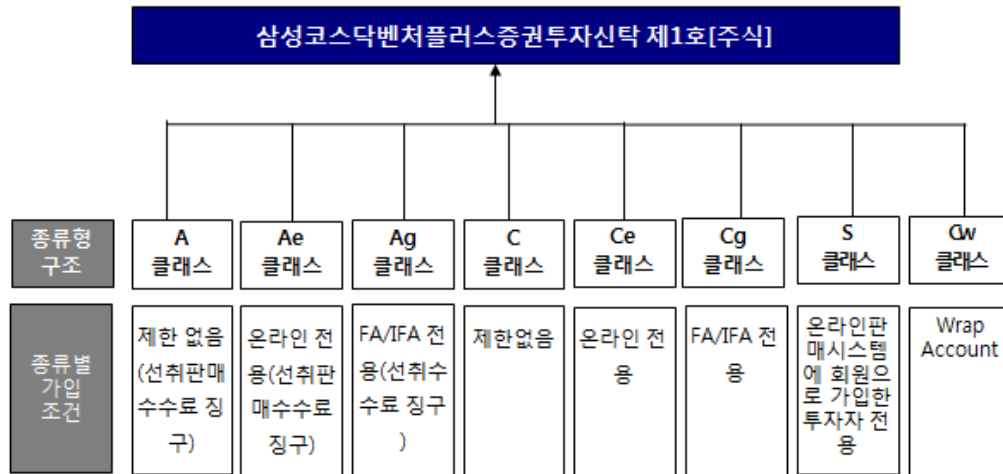 삼성코스닥벤처플러스증권투자신탁 제1호[주식]
종류형
구조
A
클래스
Ae
클래스
Ag
클래스
C
클래스
Ce
클래스
Cg
클래스
S
클래스
Cw
클래스
종류별
가입
조건
제한 없음
(선취판매
수수료 징
구)
온라인 전
용(선취판
매수수료
징구)
FA/IFA 전
용(선취수
수료 징구
)
제한없음
온라인 전
용
FA/IFA 전
용
온라인판
매시스템
에 회원으
로 가입한
투자자 전
용
Wrap
Account